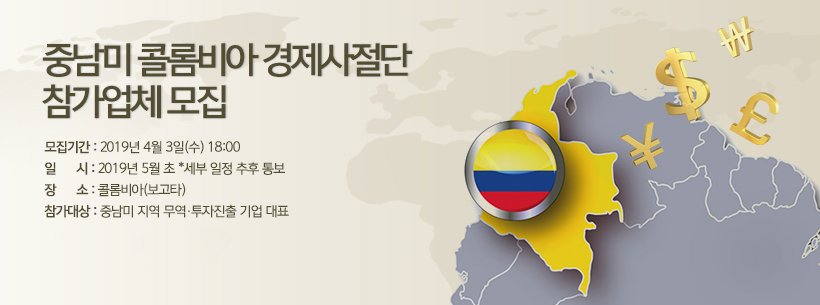 중남미 콜롬비아 경제사절단
참가업체 모집
모집기간 : 2019년 4월 3일(수) 18:00
일 시 : 2019년 5월 초 *세부 일정 추후 통보
장 소 : 콜롬비아(보고타)
참가대상 : 중남미 지역 무역·투자진출 기업 대표
₩
$
£
¥